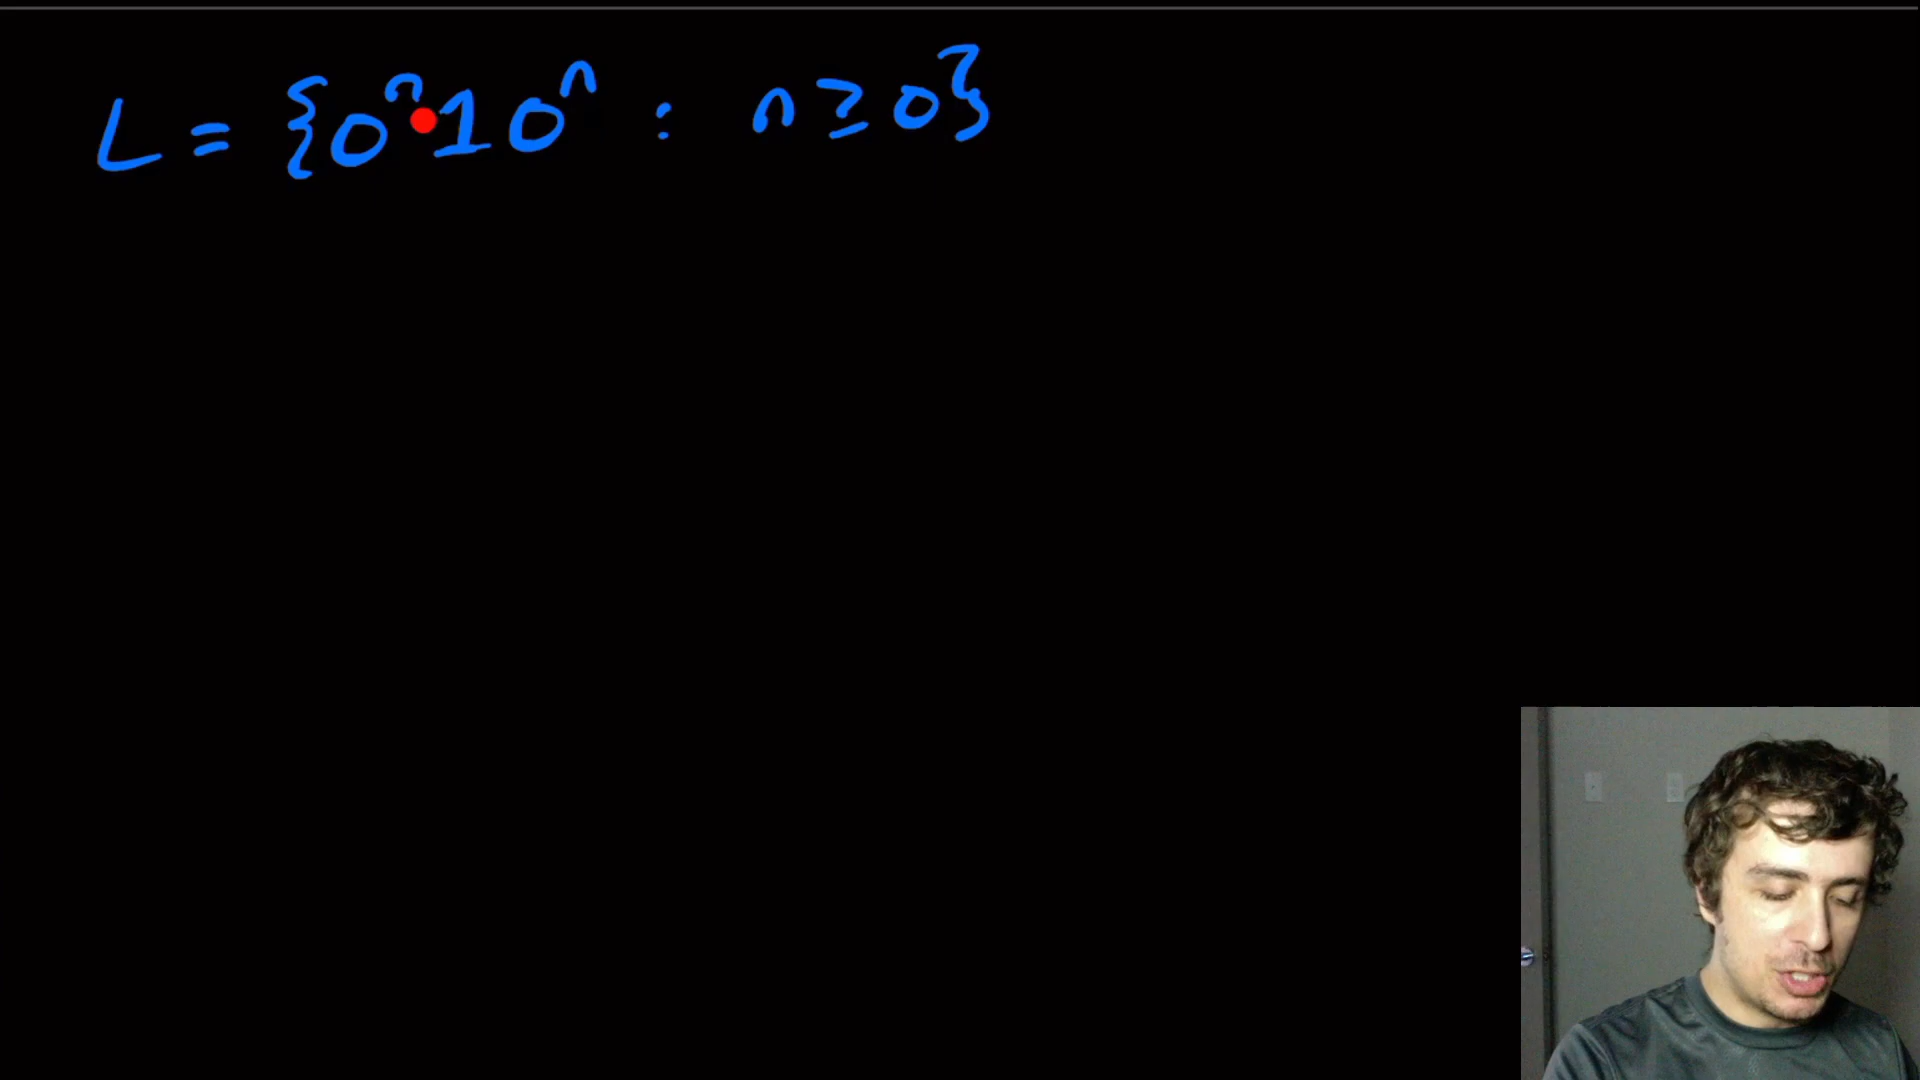 L = {0ⁿ10ⁿ : n ≥ 0}